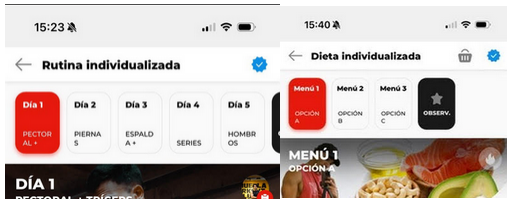 15:23
Rutina individualizada
Día 1
PECTOR
AL +
Día 2
PIERNA
S
Día 3
ESPALD
A +
Día 4
SERIES
Día 5
HOMBR
OS
DÍA 1
PECTORAL + TRÍCEPS
15:40
Dieta individualizada
Menú 1
OPCIÓN
A
Menú 2
OPCIÓN
B
Menú 3
OPCIÓN
C
OBSERV.
MENÚ 1
OPCIÓN A